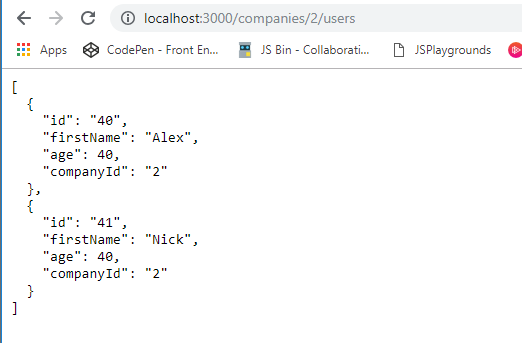 localhost:3000/companies/2/users
Apps CodePen - Front En... JS Bin - Collaborati... JSPlaygrounds
[
  {
    "id": "40",
    "firstName": "Alex",
    "age": 40,
    "companyId": "2"
  },
  {
    "id": "41",
    "firstName": "Nick",
    "age": 40,
    "companyId": "2"
  }
]